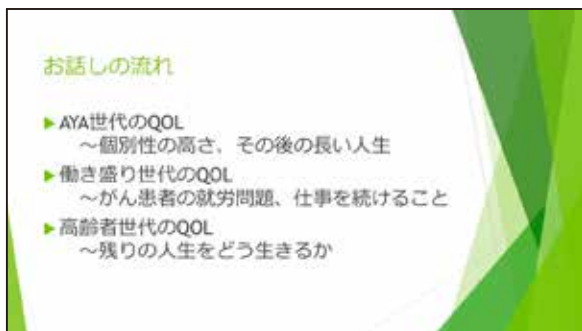 お話しの流れ
▶ AYA世代のQOL
～個別性の高さ、その後の長い人生
▶ 働き盛り世代のQOL
～がん患者の就労問題、仕事を続けること
▶ 高齢者世代のQOL
～残りの人生をどう生きるか